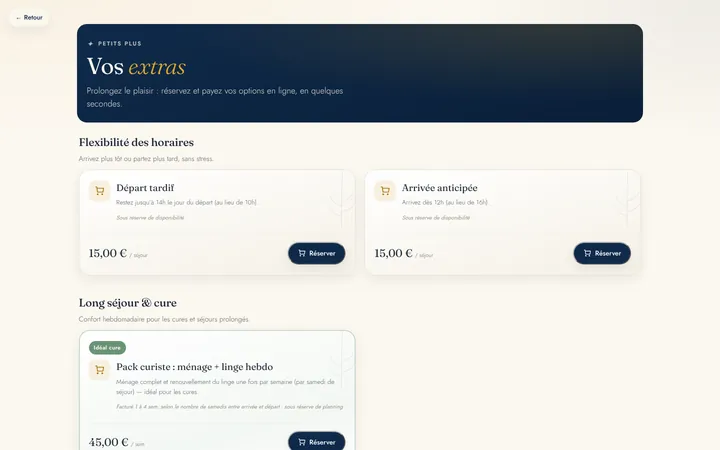 ← Retour
✦ PETITS PLUS
Vos extras
Prolongez le plaisir : réservez et payez vos options en ligne, en quelques
secondes.
Flexibilité des horaires
Arrivez plus tôt ou partez plus tard, sans stress.
Départ tardif
Restez jusqu'à 14h le jour du départ (au lieu de 10h).
Sous réserve de disponibilité
15,00 € / séjour
Réserver
Arrivée anticipée
Arrivez dès 12h (au lieu de 16h)
Sous réserve de disponibilité
15,00 € / séjour
Réserver
Long séjour & cure
Confort hebdomadaire pour les cures et séjours prolongés.
Idéal cure
Pack curiste : ménage + linge hebdo
Ménage complet et renouvellement du linge une fois par semaine (par samedi de
séjour) — idéal pour les cures.
Facturé 1 à 4 sem. selon le nombre de samedis entre arrivée et départ · sous réserve de planning
45,00 € / sem
Réserver